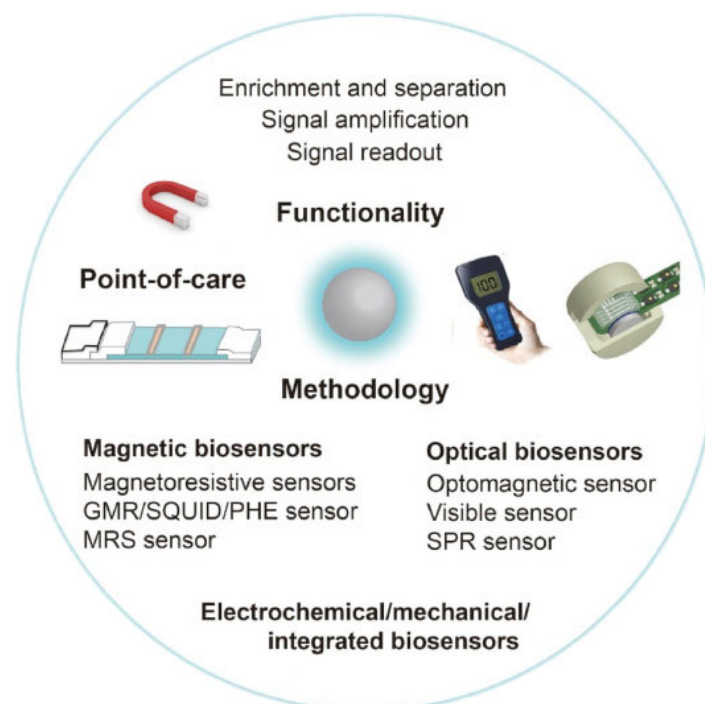 Enrichment and separation
Signal amplification
Signal readout
Functionality
Point-of-care
100
Methodology
Magnetic biosensors
Magnetoresistive sensors
GMR/SQUID/PHE sensor
MRS sensor
Optical biosensors
Optomagnetic sensor
Visible sensor
SPR sensor
Electrochemical/mechanical/
integrated biosensors